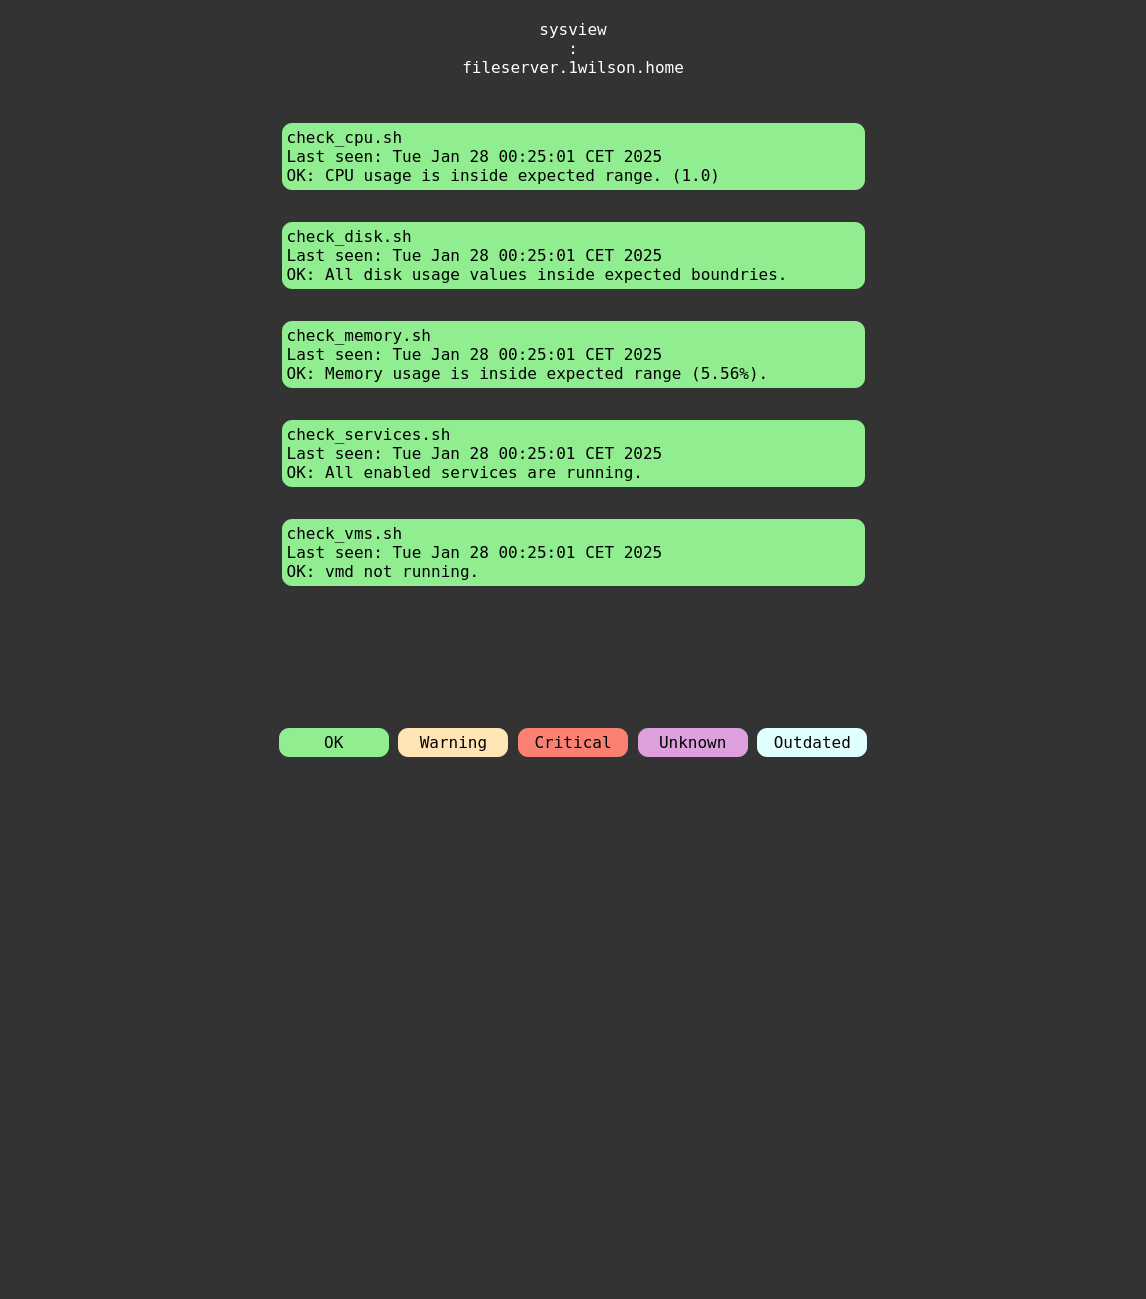 sysview
:
fileserver.1wilson.home
check_cpu.sh
Last seen: Tue Jan 28 00:25:01 CET 2025
OK: CPU usage is inside expected range. (1.0)
check_disk.sh
Last seen: Tue Jan 28 00:25:01 CET 2025
OK: All disk usage values inside expected boundries.
check_memory.sh
Last seen: Tue Jan 28 00:25:01 CET 2025
OK: Memory usage is inside expected range (5.56%).
check_services.sh
Last seen: Tue Jan 28 00:25:01 CET 2025
OK: All enabled services are running.
check_vms.sh
Last seen: Tue Jan 28 00:25:01 CET 2025
OK: vmd not running.
OK Warning Critical Unknown Outdated